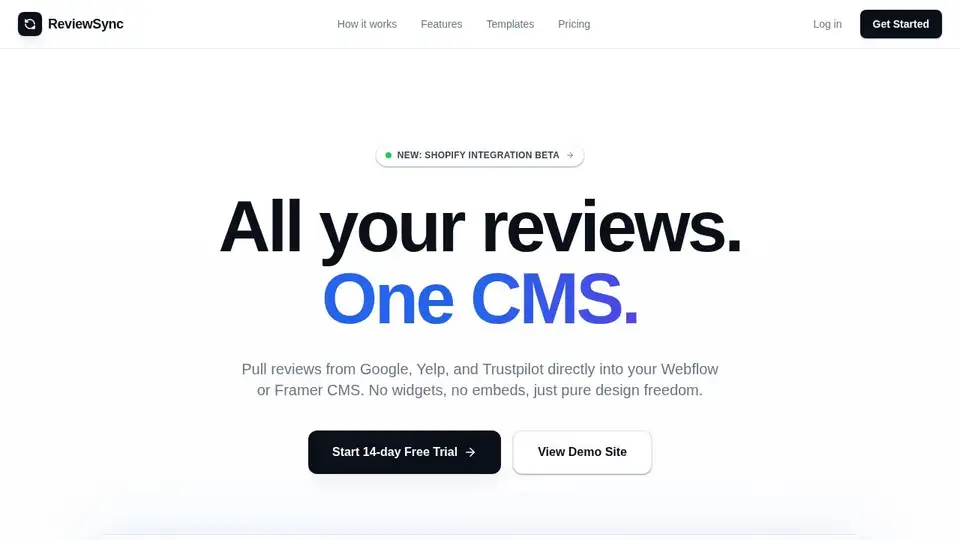 ReviewSync
How it works
Features
Templates
Pricing
Log in
Get Started
NEW: SHOPIFY INTEGRATION BETA →
All your reviews.
One CMS.
Pull reviews from Google, Yelp, and Trustpilot directly into your Webflow
or Framer CMS. No widgets, no embeds, just pure design freedom.
Start 14-day Free Trial →
View Demo Site